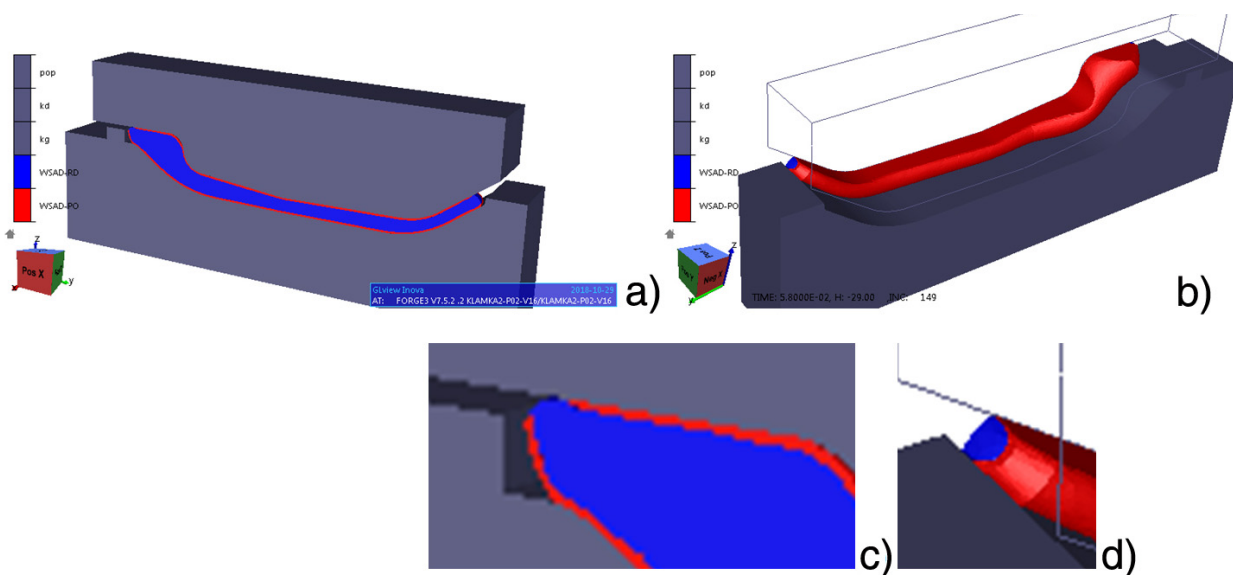 pop
kd
kg
WSAD-RD
WSAD-PO
z
Pos X
x
y
GLview Inova 2018-10-29
AT: FORGE3 V7.5.2 .2 KLAMKA2-P02-V16/KLAMKA2-P02-V16
a)
pop
kd
kg
WSAD-RD
WSAD-PO
z
Neg X
y
TIME: 5.8000E-02, H: -29.00 ,INC: 149
b)
c)
d)